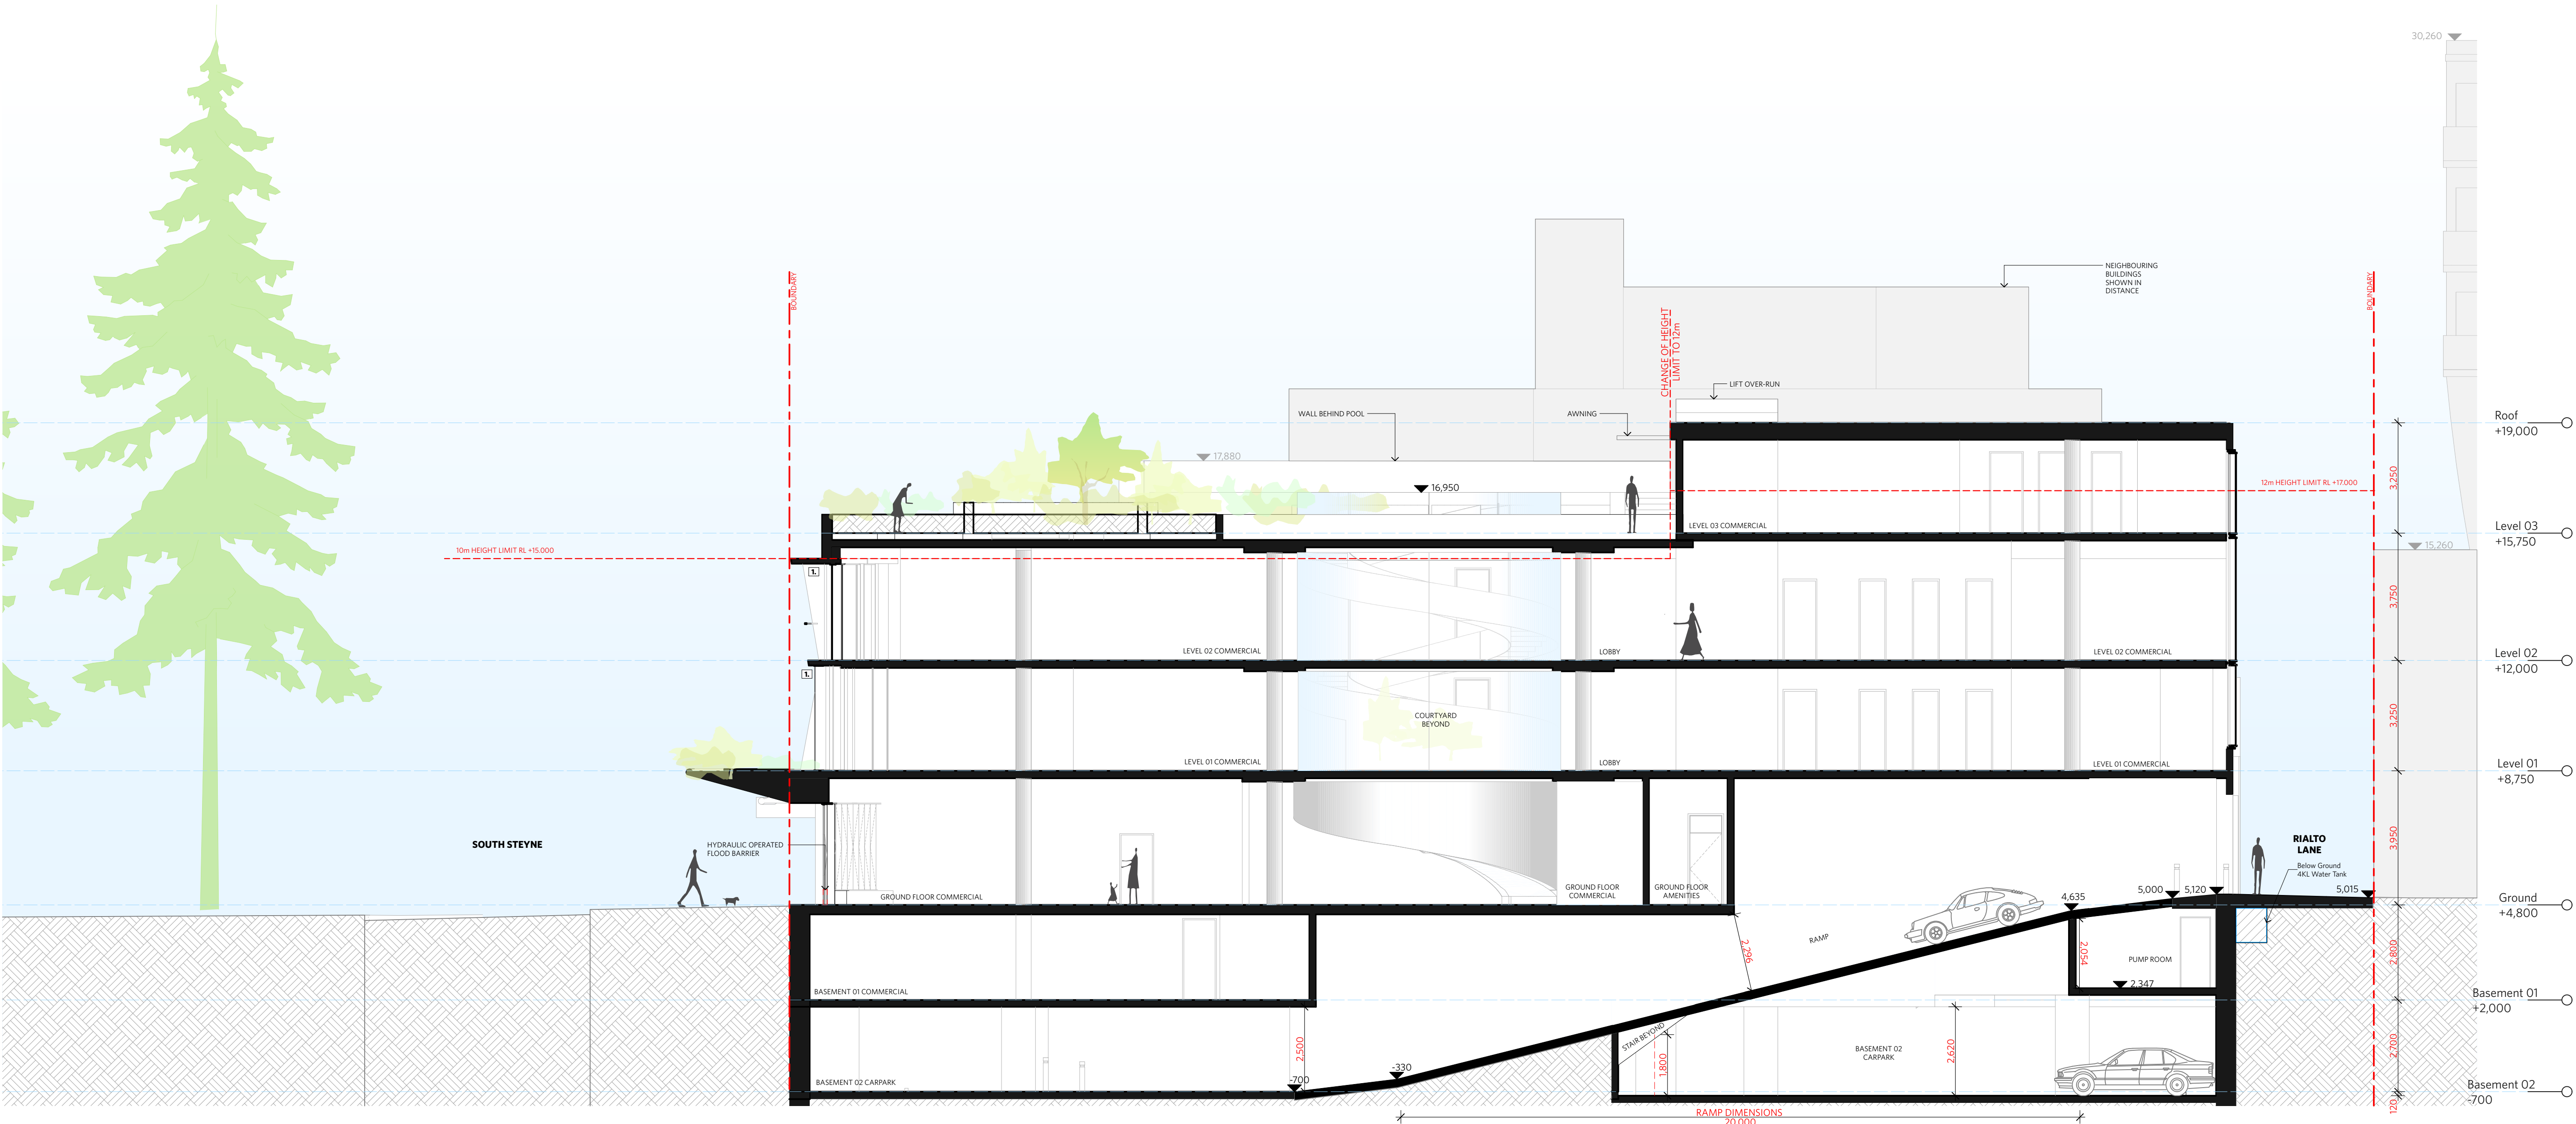 30,260
NEIGHBOURING
BUILDINGS
SHOWN IN
DISTANCE
BOUNDARY
BOUNDARY
CHANGE OF HEIGHT
LIMIT TO 12m
LIFT OVER-RUN
WALL BEHIND POOL
AWNING
Roof
+19,000
17,880
16,950
12m HEIGHT LIMIT RL +17.000
3,250
LEVEL 03 COMMERCIAL
Level 03
+15,750
10m HEIGHT LIMIT RL +15.000
15,260
1.
3,750
LEVEL 02 COMMERCIAL
LOBBY
LEVEL 02 COMMERCIAL
Level 02
+12,000
1.
3,250
COURTYARD
BEYOND
LEVEL 01 COMMERCIAL
LOBBY
LEVEL 01 COMMERCIAL
Level 01
+8,750
SOUTH STEYNE
HYDRAULIC OPERATED
FLOOD BARRIER
3,950
RIALTO
LANE
Below Ground
4KL Water Tank
GROUND FLOOR COMMERCIAL
GROUND FLOOR
COMMERCIAL
GROUND FLOOR
AMENITIES
4,635
5,000
5,120
5,015
Ground
+4,800
RAMP
2,296
2,054
PUMP ROOM
2,347
2,800
BASEMENT 01 COMMERCIAL
Basement 01
+2,000
STAIR BEYOND
2,500
1,800
2,620
BASEMENT 02
CARPARK
2,700
-330
-700
BASEMENT 02 CARPARK
Basement 02
-700
120
RAMP DIMENSIONS
20,000